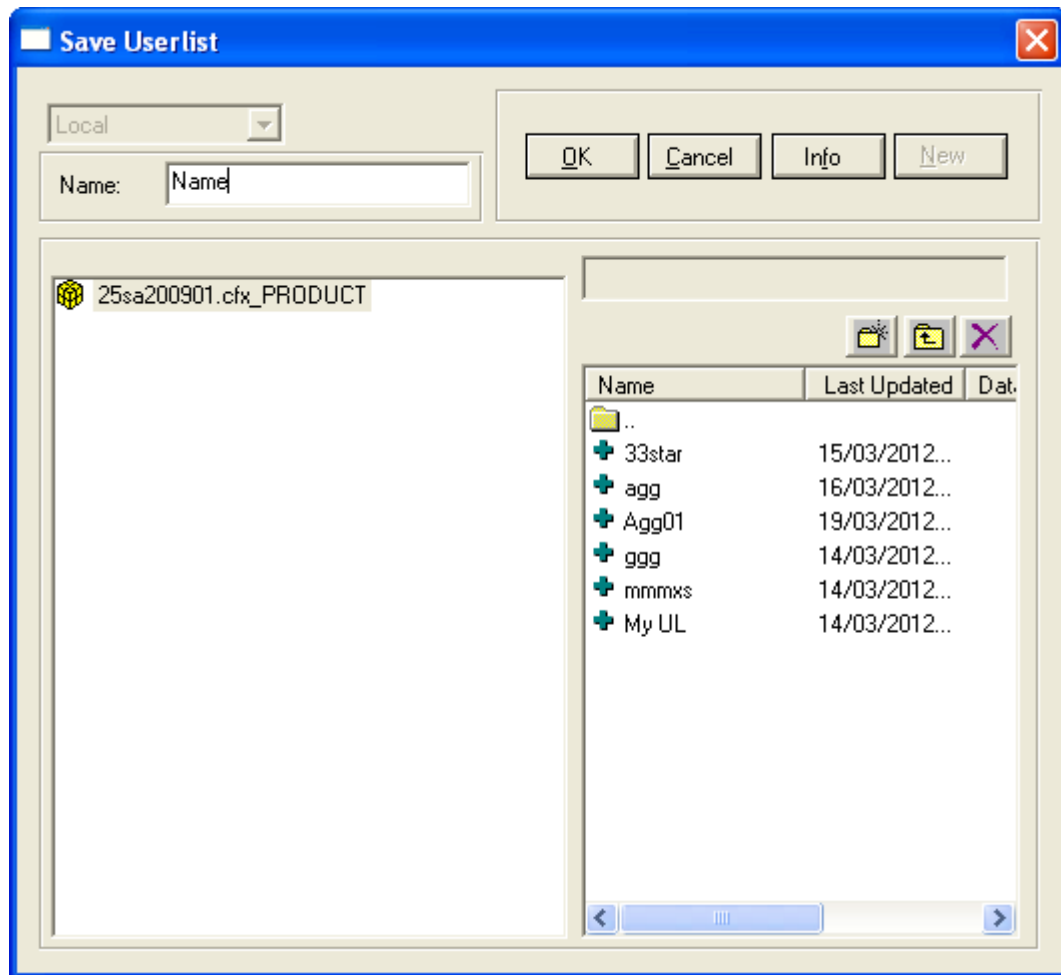 Save Userlist
Local
OK Cancel Info New
Name: Name
25sa200901.cfx_PRODUCT
Name Last Updated Dat
..
33star 15/03/2012...
agg 16/03/2012...
Agg01 19/03/2012...
ggg 14/03/2012...
mmmxs 14/03/2012...
My UL 14/03/2012...